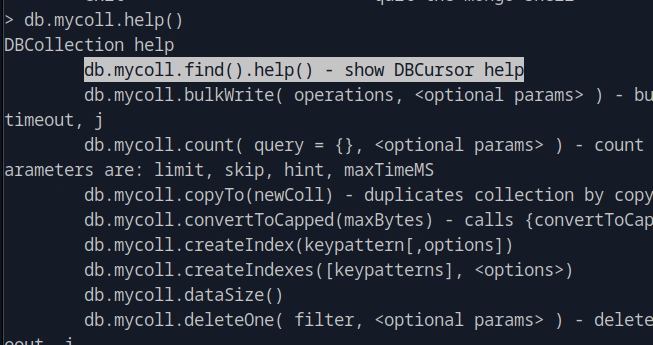 > db.mycoll.help()
DBCollection help
db.mycoll.find().help() - show DBCursor help
db.mycoll.bulkWrite( operations, <optional params> ) - bu
timeout, j
db.mycoll.count( query = {}, <optional params> ) - count
arameters are: limit, skip, hint, maxTimeMS
db.mycoll.copyTo(newColl) - duplicates collection by copy
db.mycoll.convertToCapped(maxBytes) - calls {convertToCap
db.mycoll.createIndex(keypattern[,options])
db.mycoll.createIndexes([keypatterns], <options>)
db.mycoll.dataSize()
db.mycoll.deleteOne( filter, <optional params> ) - delete